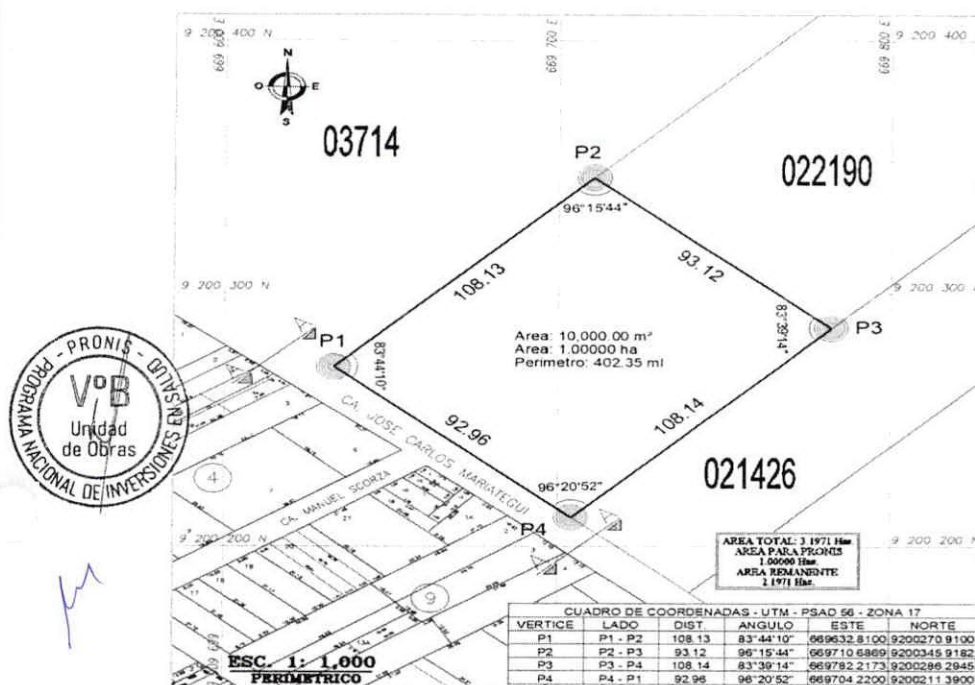 9 200 400 N
669 600 E
669 700 E
669 800 E
9 200 400
N
O E
S
03714
P2
022190
96°15'44"
108.13
93.12
9 200 300 N
9 200 300 N
P1
83°44'10"
Area: 10,000.00 m²
Area: 1.00000 ha
Perimetro: 402.35 ml
83°39'14"
P3
PROGRAMA NACIONAL DE INVERSIONES EN SALUD - PRONIS -
V°B
Unidad
de Obras
CA. JOSE CARLOS MARIATEGUI
92.96
108.14
4
CA. MANUEL SCORZA
96°20'52"
021426
P4
9 200 200 N
9 200 200 N
AREA TOTAL: 3.1971 Has.
AREA PARA PRONIS
1.00000 Has.
AREA REMANENTE
2.1971 Has.
9
CUADRO DE COORDENADAS - UTM - PSAD 56 - ZONA 17
VERTICE LADO DIST. ANGULO ESTE NORTE
P1 P1 - P2 108.13 83°44'10" 669632.8100 9200270.9100
P2 P2 - P3 93.12 96°15'44" 669710.6869 9200345.9182
P3 P3 - P4 108.14 83°39'14" 669782.2173 9200286.2945
P4 P4 - P1 92.96 96°20'52" 669704.2200 9200211.3900
ESC. 1: 1,000
PERIMETRICO